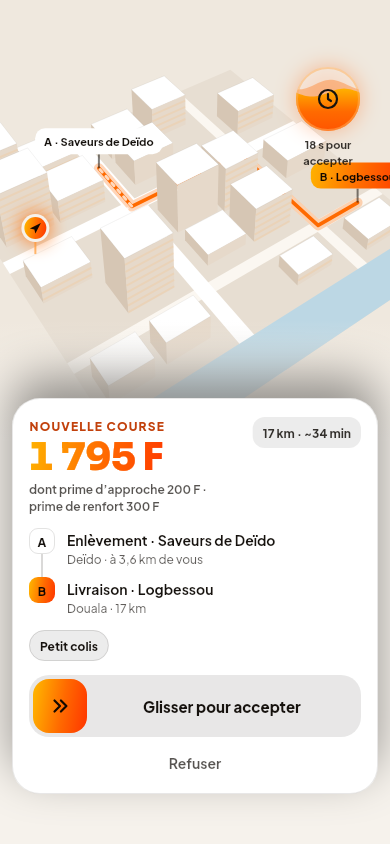 A · Saveurs de Deïdo
18 s pour
accepter
B · Logbessou
NOUVELLE COURSE
1 795 F
17 km · ~34 min
dont prime d'approche 200 F ·
prime de renfort 300 F
A
Enlèvement · Saveurs de Deïdo
Deïdo · à 3,6 km de vous
B
Livraison · Logbessou
Douala · 17 km
Petit colis
Glisser pour accepter
Refuser